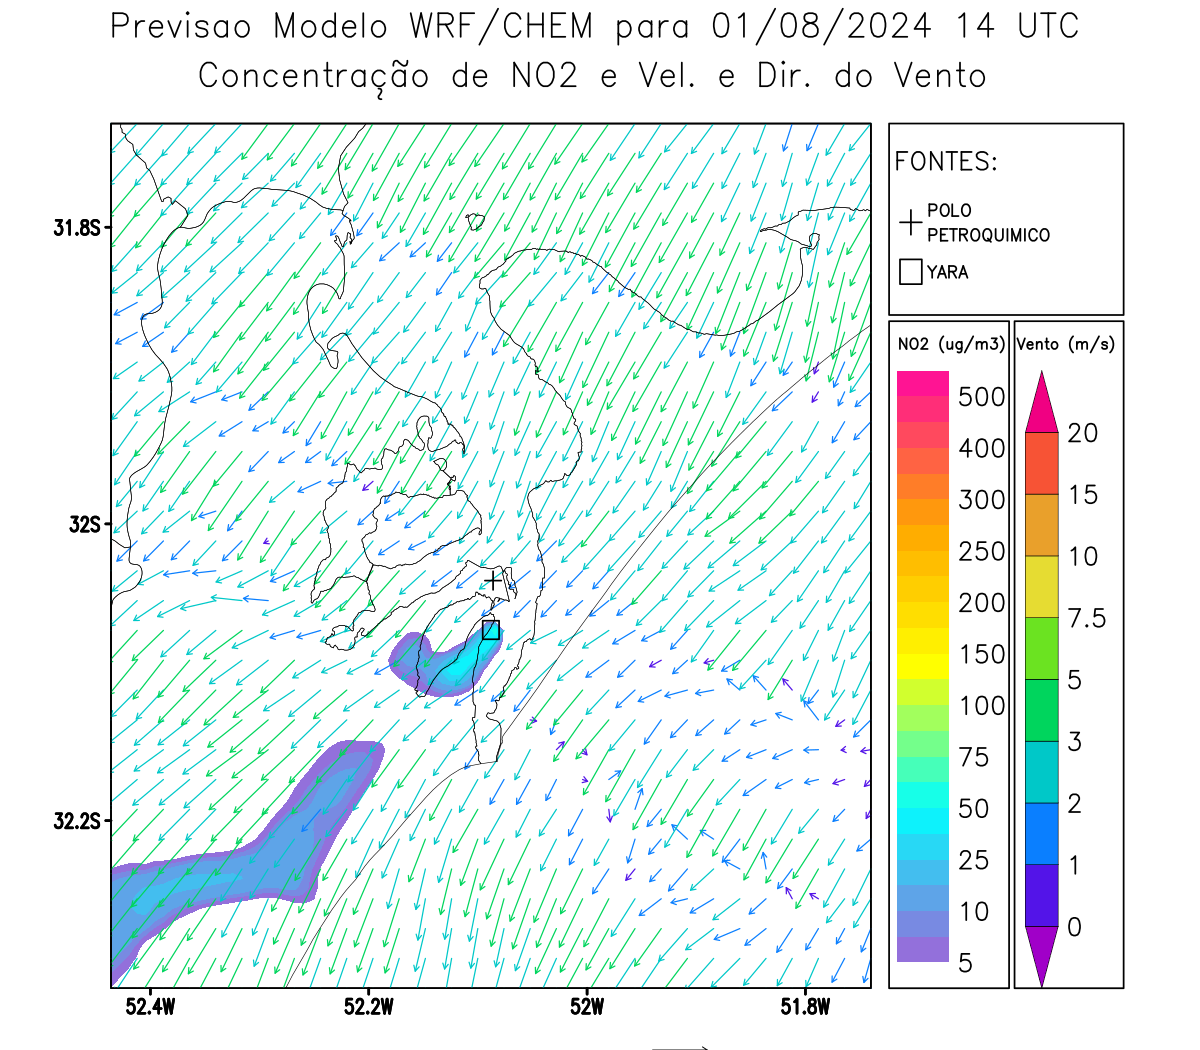 Previsao Modelo WRF/CHEM para 01/08/2024 14 UTC
Concentração de NO2 e Vel. e Dir. do Vento
FONTES:
POLO
PETROQUIMICO
YARA
NO2 (ug/m3)
500
400
300
250
200
150
100
75
50
25
10
5
Vento (m/s)
20
15
10
7.5
5
3
2
1
0
31.8S
32S
32.2S
52.4W
52.2W
52W
51.8W